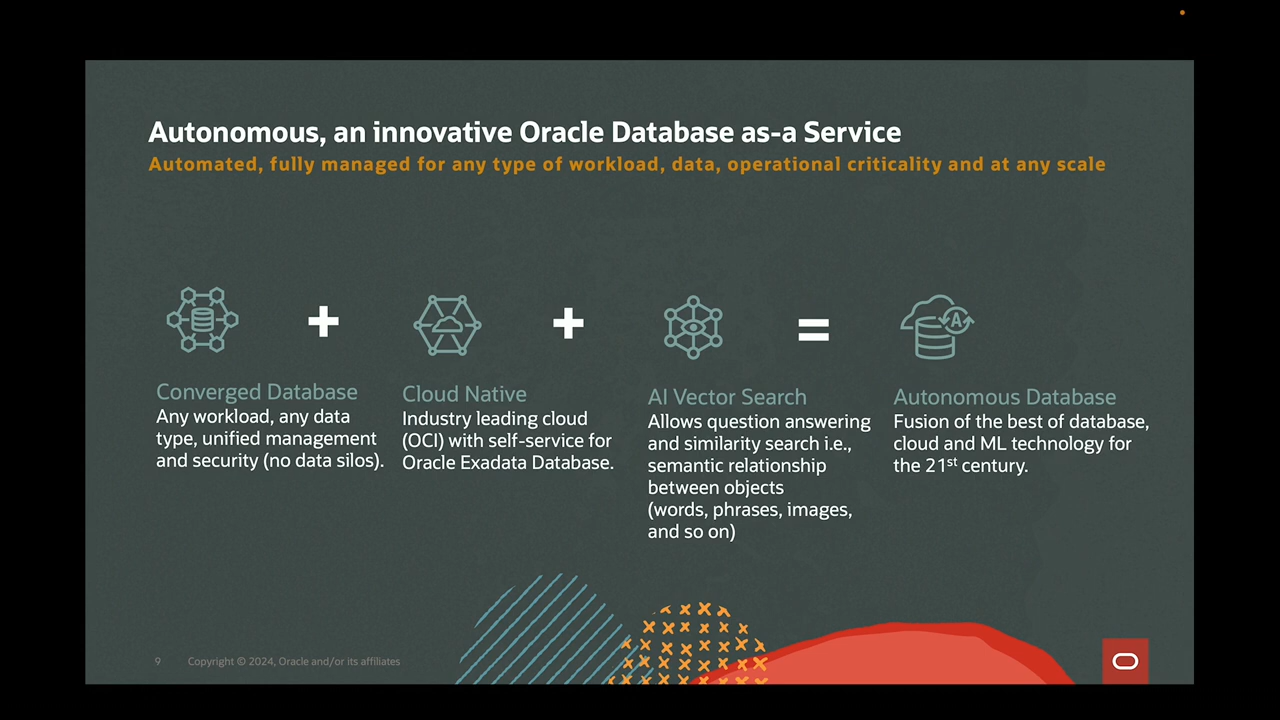 Autonomous, an innovative Oracle Database as-a Service
Automated, fully managed for any type of workload, data, operational criticality and at any scale
Converged Database
Any workload, any data
type, unified management
and security (no data silos).
Cloud Native
Industry leading cloud
(OCI) with self-service for
Oracle Exadata Database.
AI Vector Search
Allows question answering
and similarity search i.e.,
semantic relationship
between objects
(words, phrases, images,
and so on)
A
Autonomous Database
Fusion of the best of database,
cloud and ML technology for
the 21st century.
9
Copyright © 2024, Oracle and/or its affiliates